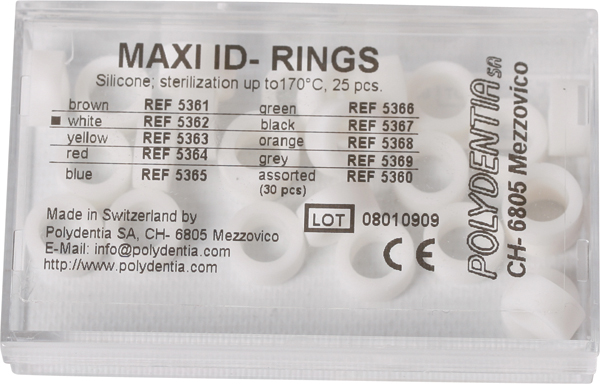 MAXI ID- RINGS
Silicone; sterilization up to170°C, 25 pcs.
brown REF 5361 green REF 5366
■ white REF 5362 black REF 5367
yellow REF 5363 orange REF 5368
red REF 5364 grey REF 5369
blue REF 5365 assorted REF 5360
(30 pcs)
Made in Switzerland by
Polydentia SA, CH- 6805 Mezzovico
E-Mail: info@polydentia.com
http://www.polydentia.com
LOT 08010909
CE
POLYDENTIA SA
CH- 6805 Mezzovico